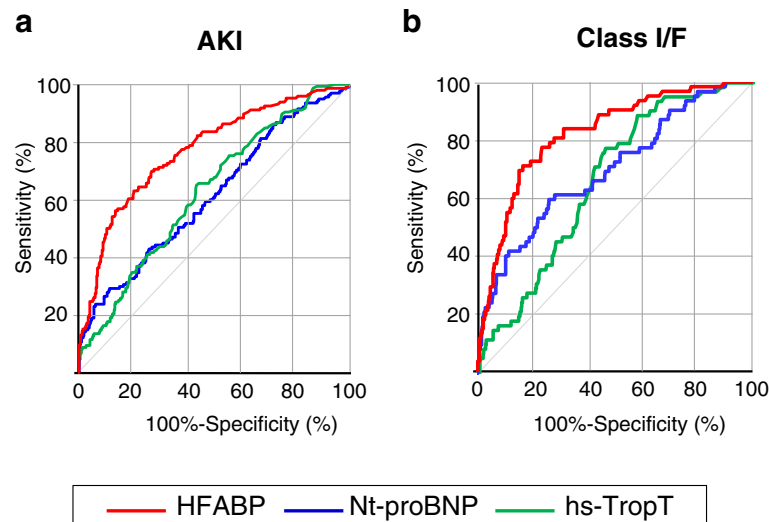 a
AKI
100
80
60
40
20
Sensitivity (%)
0 20 40 60 80 100
100%-Specificity (%)
b
Class I/F
100
80
60
40
20
Sensitivity (%)
0 20 40 60 80 100
100%-Specificity (%)
HFABP Nt-proBNP hs-TropT